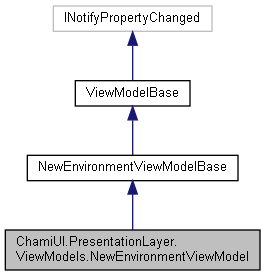 INotifyPropertyChanged
ViewModelBase
NewEnvironmentViewModelBase
ChamiUI.PresentationLayer.
ViewModels.NewEnvironmentViewModel